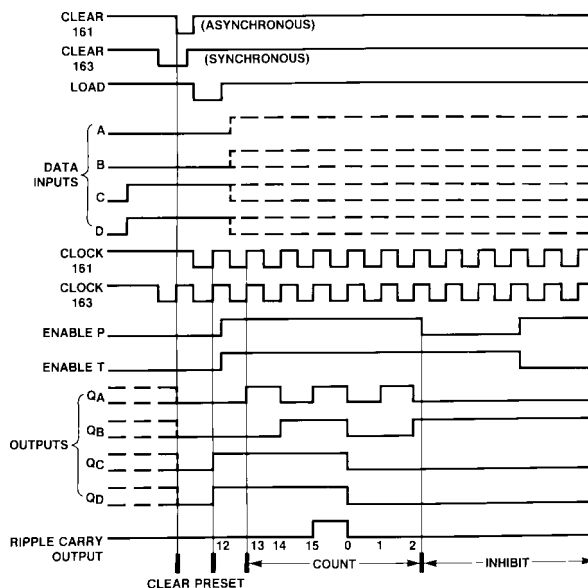 CLEAR
161
(ASYNCHRONOUS)
CLEAR
163
(SYNCHRONOUS)
LOAD
A
B
DATA
INPUTS
C
D
CLOCK
161
CLOCK
163
ENABLE P
ENABLE T
QA
QB
OUTPUTS
QC
QD
RIPPLE CARRY
OUTPUT
12 13 14 15 0 1 2
COUNT
INHIBIT
CLEAR PRESET